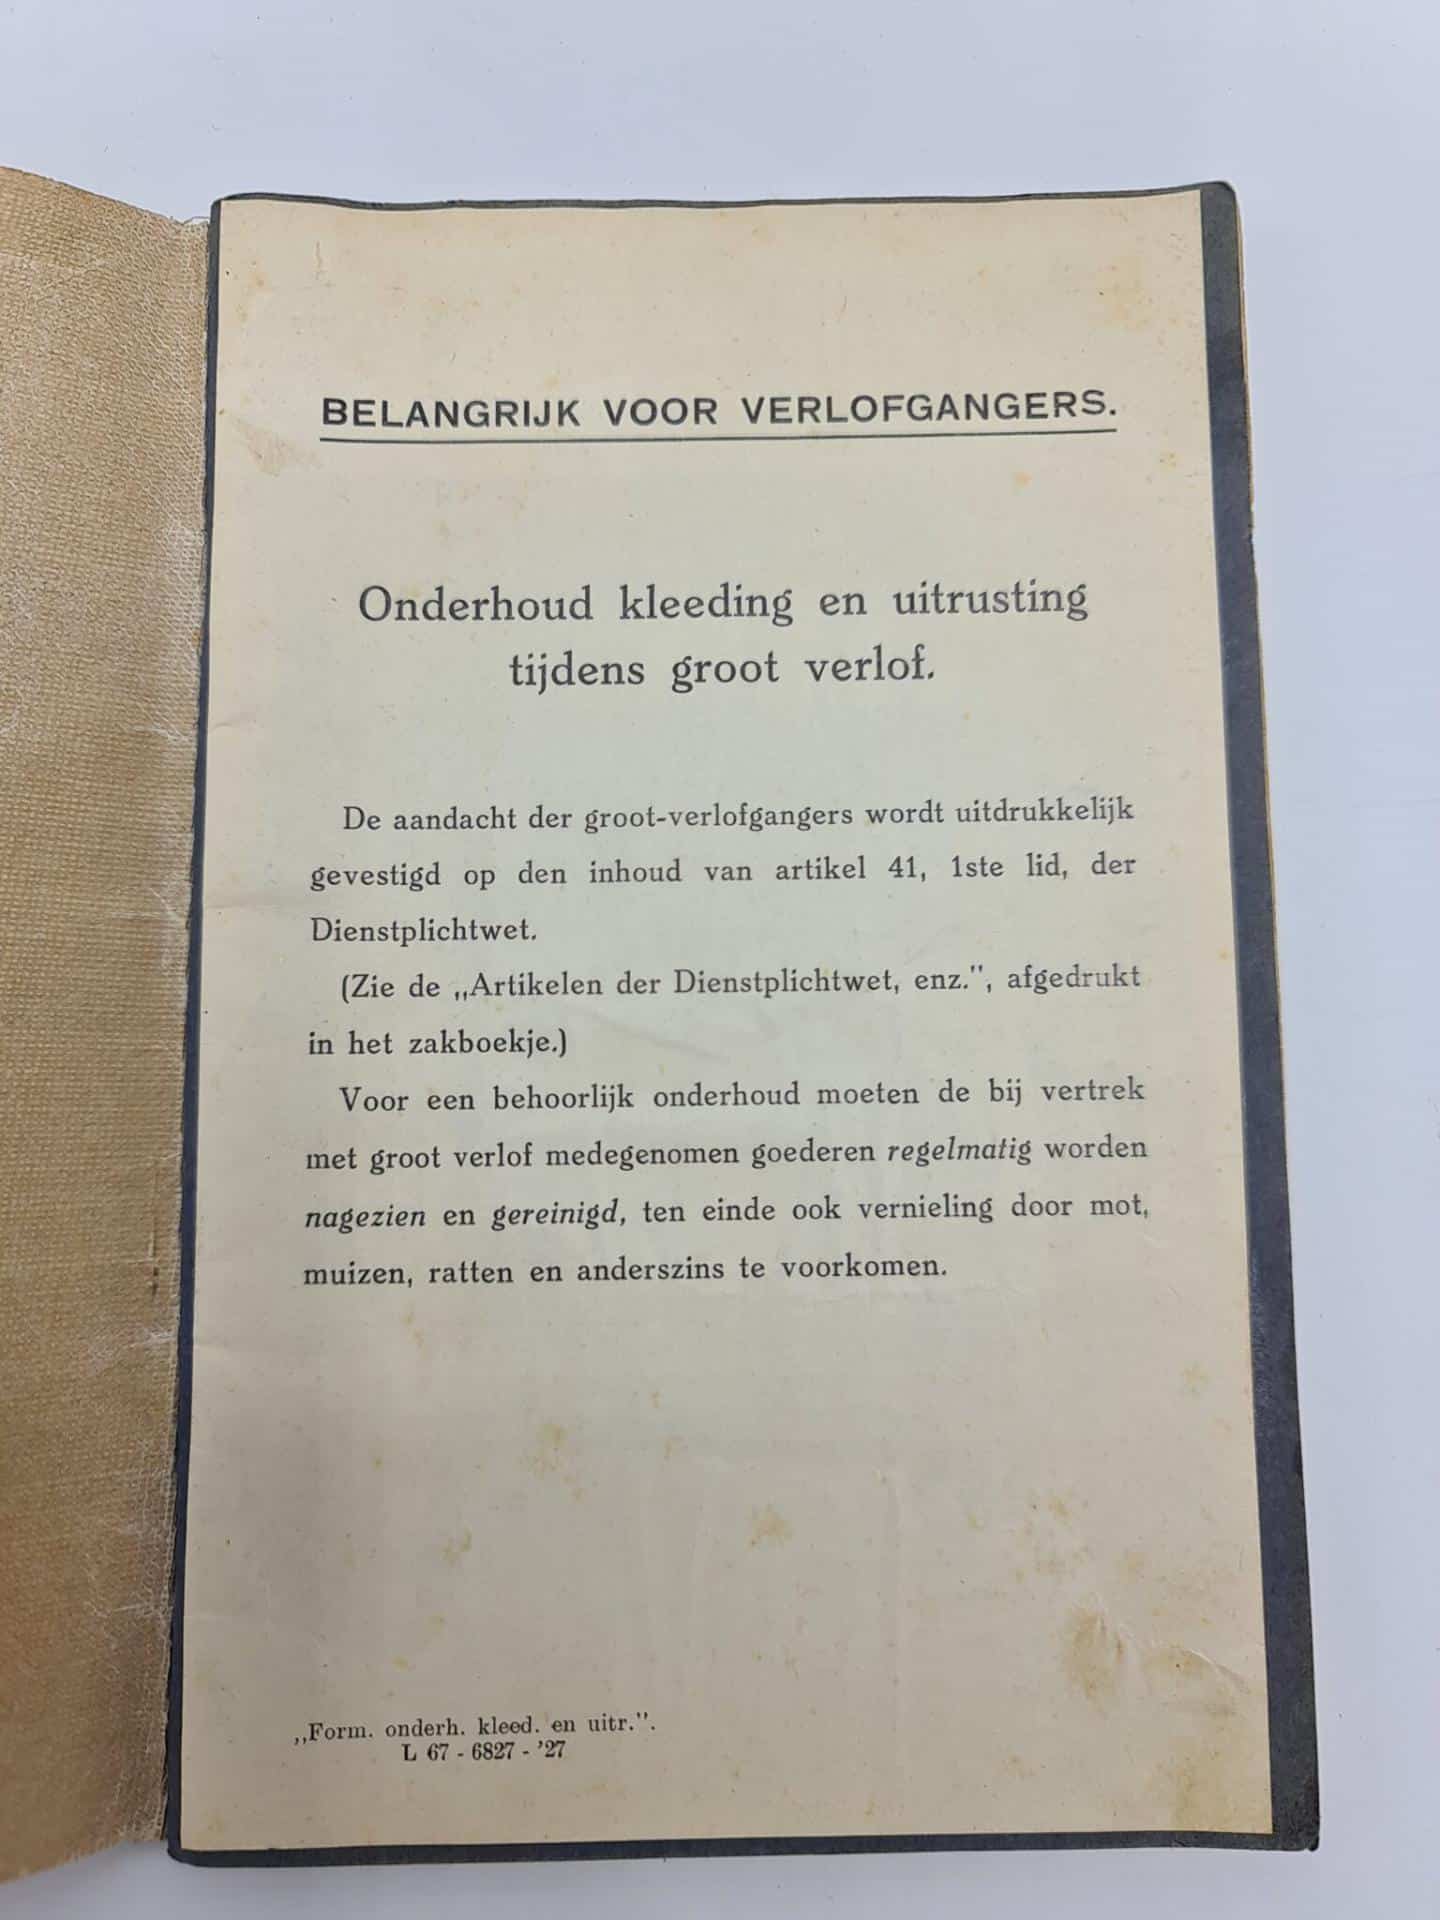 BELANGRIJK VOOR VERLOFGANGERS.
Onderhoud kleeding en uitrusting
tijdens groot verlof.
De aandacht der groot-verlofgangers wordt uitdrukkelijk
gevestigd op den inhoud van artikel 41, 1ste lid, der
Dienstplichtwet.
(Zie de „Artikelen der Dienstplichtwet, enz.", afgedrukt
in het zakboekje.)
Voor een behoorlijk onderhoud moeten de bij vertrek
met groot verlof medegenomen goederen regelmatig worden
nagezien en gereinigd, ten einde ook vernieling door mot,
muizen, ratten en anderszins te voorkomen.
„Form. onderh. kleed. en uitr.".
L 67 - 6827 - '27